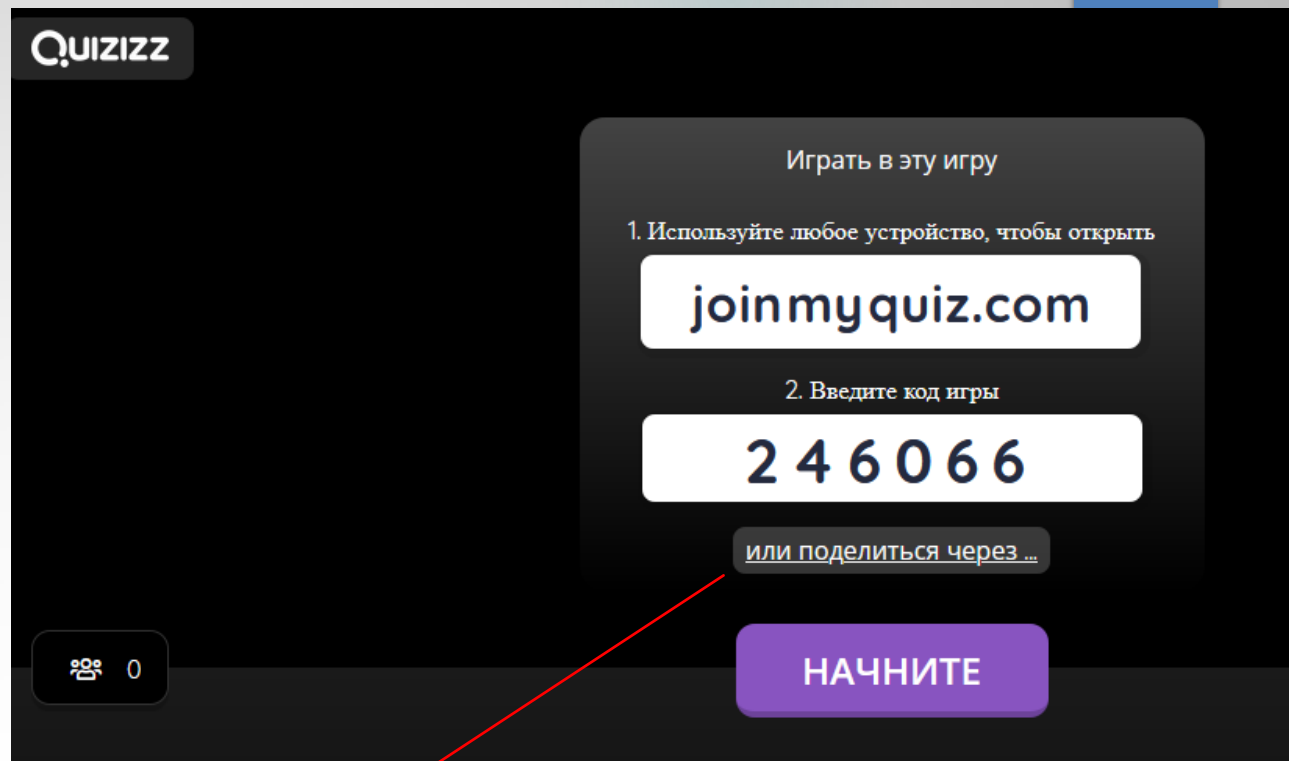 Quizizz
Играть в эту игру
1. Используйте любое устройство, чтобы открыть
joinmyquiz.com
2. Введите код игры
246066
или поделиться через ...
0
НАЧНИТЕ